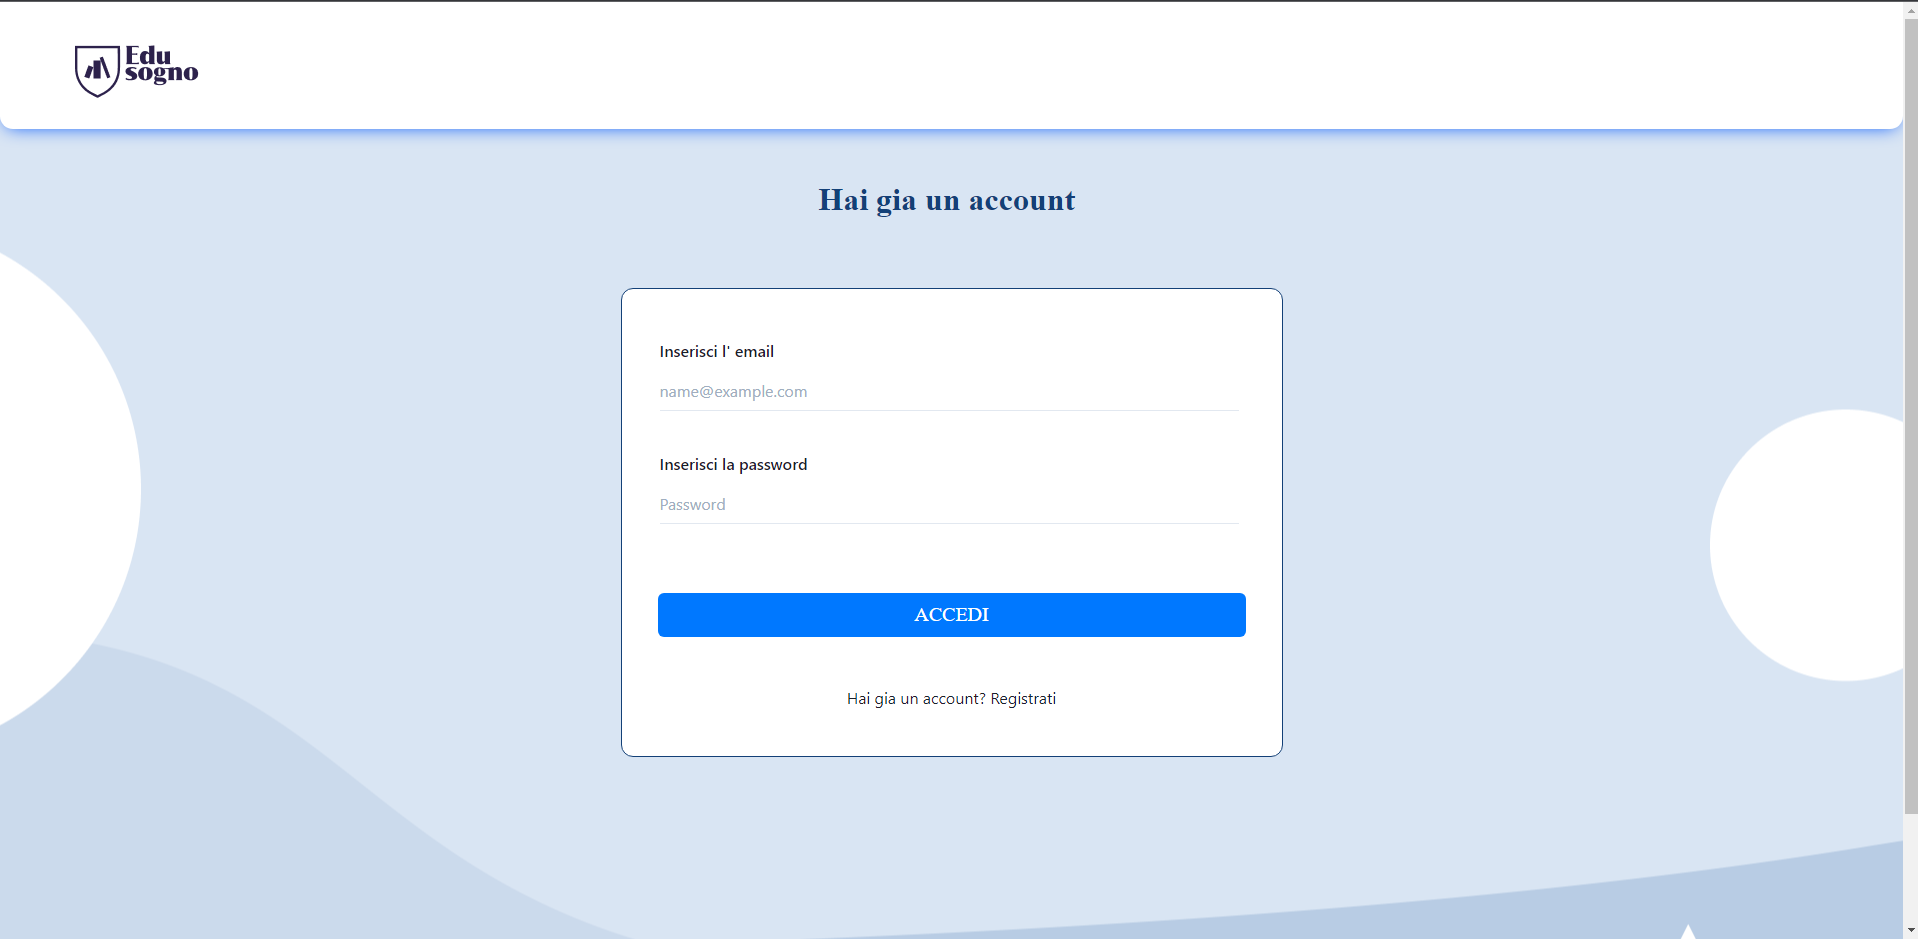 Edu
sogno
Hai gia un account
Inserisci l' email
name@example.com
Inserisci la password
Password
ACCEDI
Hai gia un account? Registrati